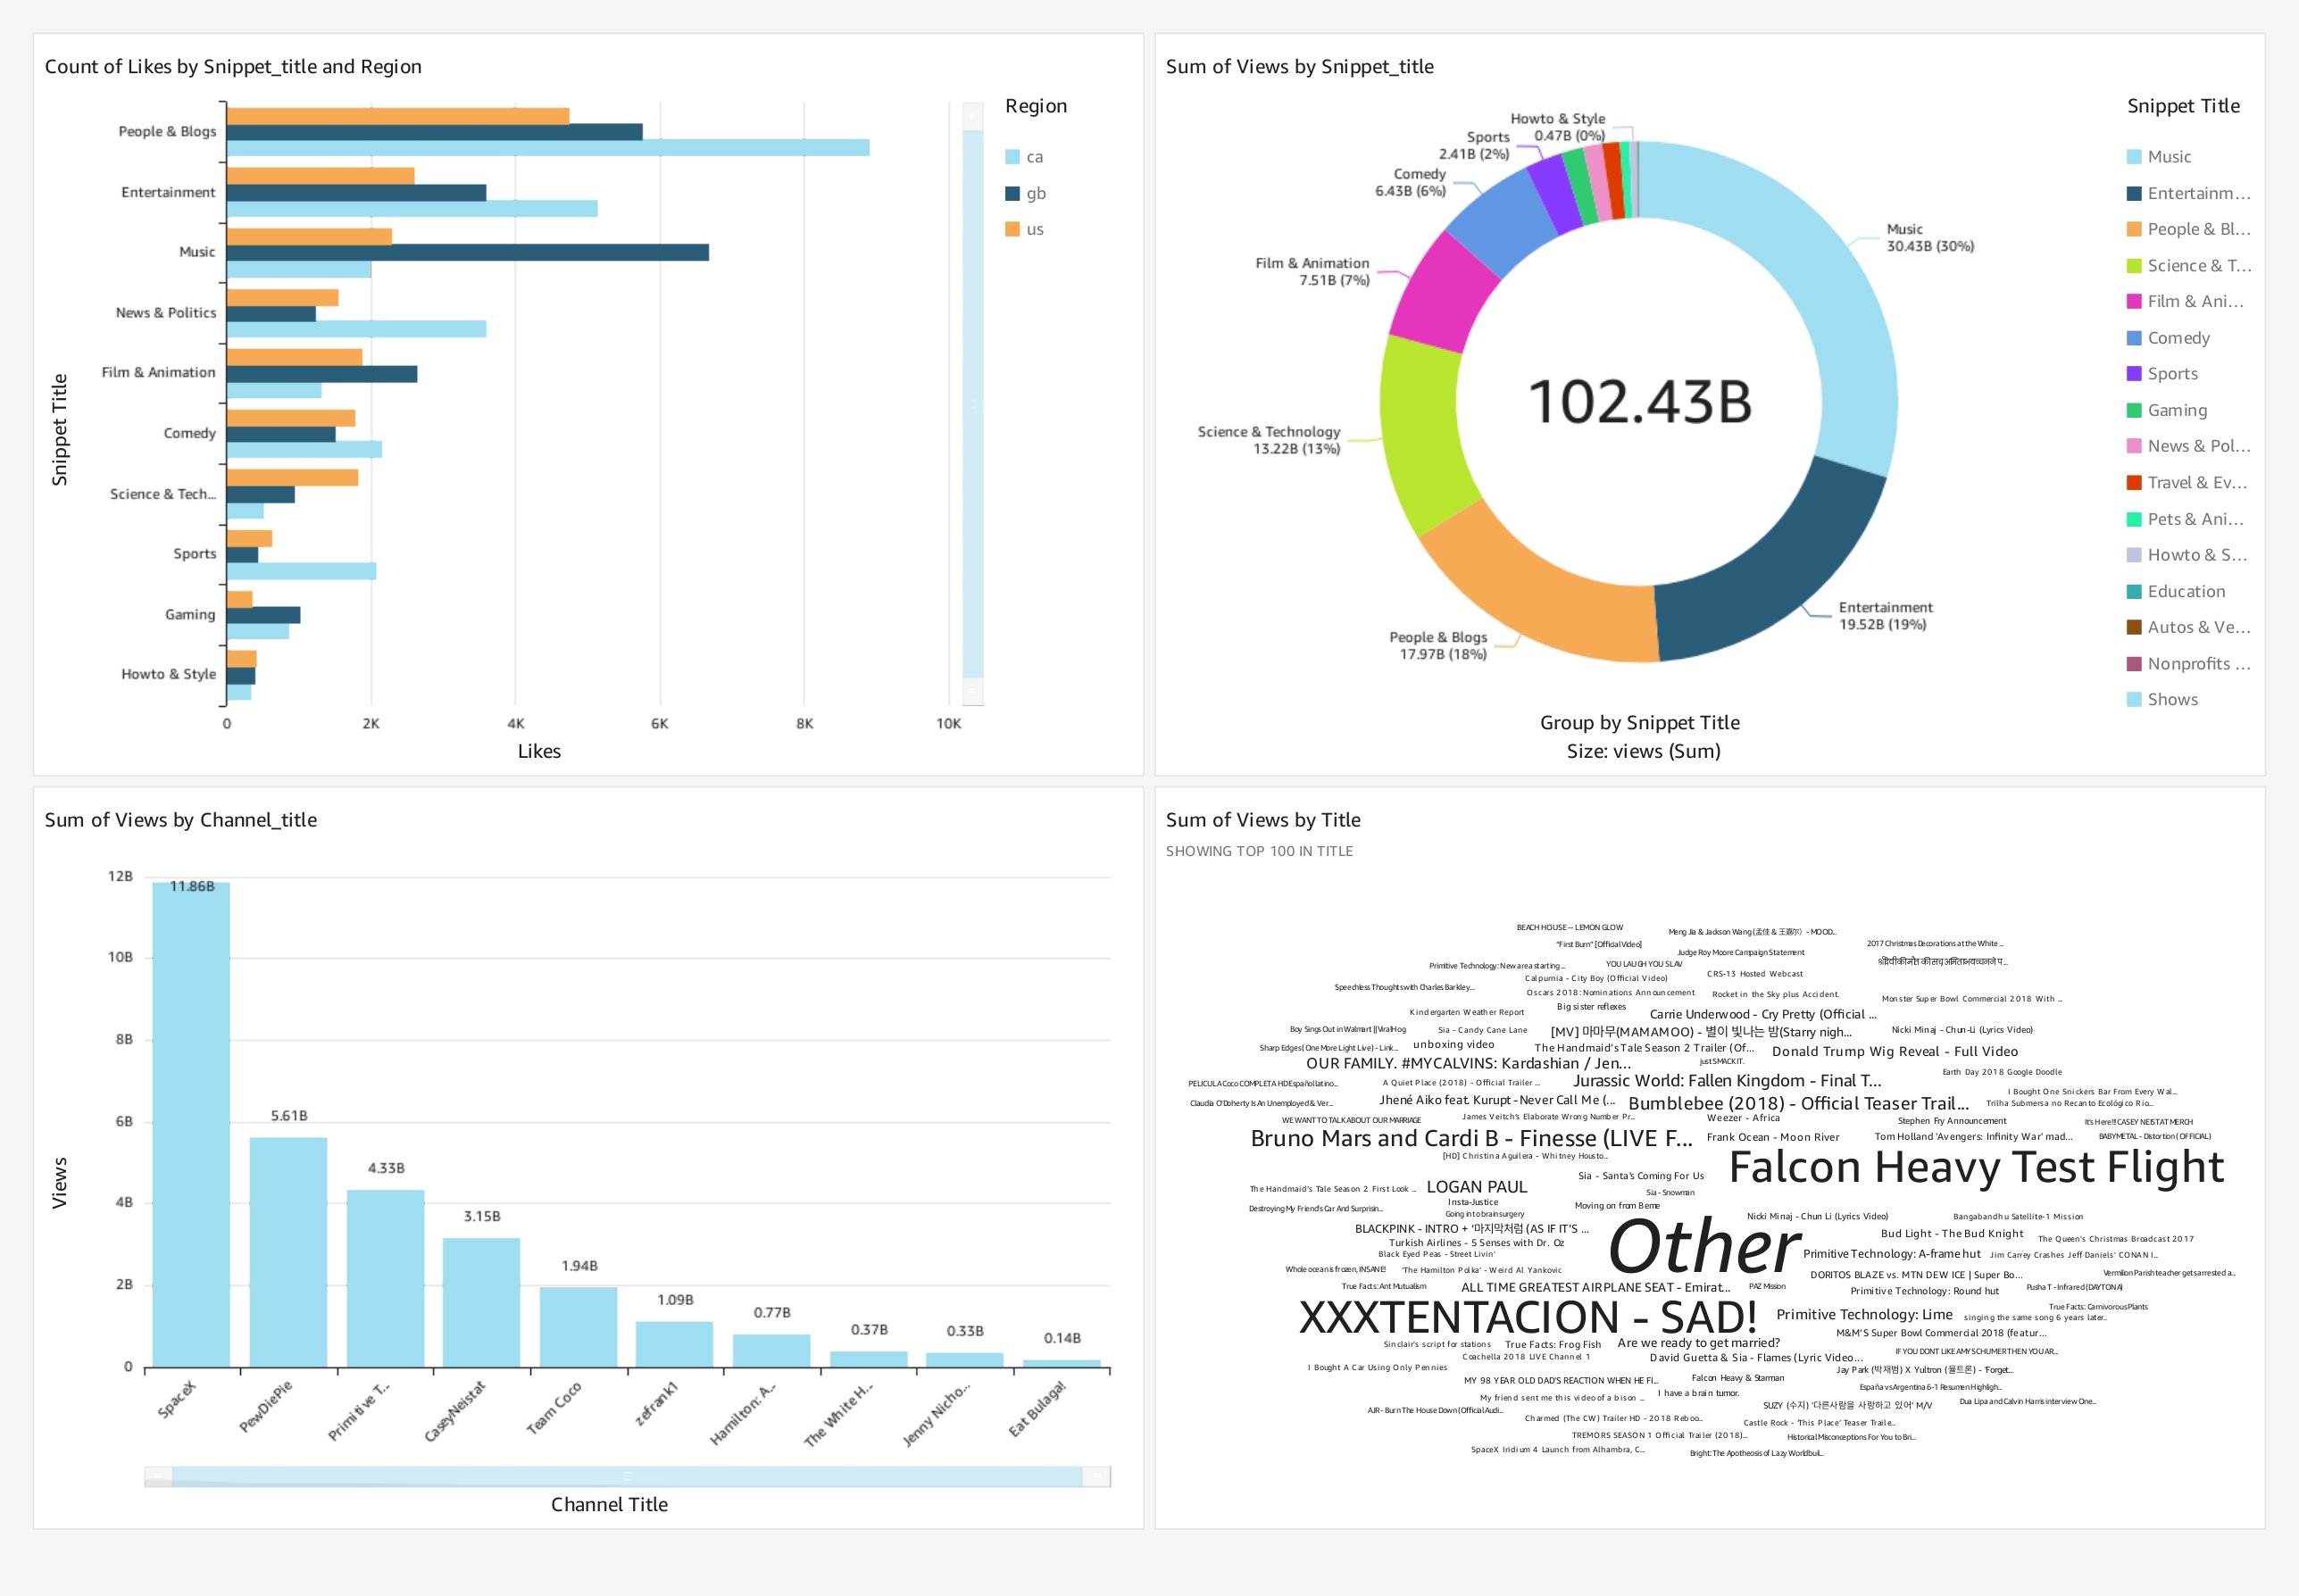 Count of Likes by Snippet_title and Region
Region
ca
gb
us
Snippet Title
People & Blogs
Entertainment
Music
News & Politics
Film & Animation
Comedy
Science & Tech...
Sports
Gaming
Howto & Style
0 2K 4K 6K 8K 10K
Likes
Sum of Views by Snippet_title
Howto & Style
0.47B (0%)
Sports
2.41B (2%)
Comedy
6.43B (6%)
Film & Animation
7.51B (7%)
Science & Technology
13.22B (13%)
People & Blogs
17.97B (18%)
Entertainment
19.52B (19%)
Music
30.43B (30%)
102.43B
Group by Snippet Title
Size: views (Sum)
Snippet Title
Music
Entertainm...
People & Bl...
Science & T...
Film & Ani...
Comedy
Sports
Gaming
News & Pol...
Travel & Ev...
Pets & Ani...
Howto & S...
Education
Autos & Ve...
Nonprofits ...
Shows
Sum of Views by Channel_title
Views
12B
10B
8B
6B
4B
2B
0
11.86B
5.61B
4.33B
3.15B
1.94B
1.09B
0.77B
0.37B
0.33B
0.14B
SpaceX
PewDiePie
Primitive T...
CaseyNeistat
Team Coco
zefrank1
Hamilton: A...
The White H...
Jenny Nicho...
Eat Bulaga!
Channel Title
Sum of Views by Title
SHOWING TOP 100 IN TITLE
BEACH HOUSE -- LEMON GLOW
Meng Jia & Jackson Wang (孟佳 & 王嘉尔) - MOOD...
"First Burn" [Official Video]
2017 Christmas Decorations at the White ...
Judge Roy Moore Campaign Statement
Primitive Technology: New area starting ...
YOU LAUGH YOU SLAV
CRS-13 Hosted Webcast
Calpurnia - City Boy (Official Video)
Speechless Thoughts with Charles Barkley...
Oscars 2018: Nominations Announcement
Rocket in the Sky plus Accident.
Monster Super Bowl Commercial 2018 With ...
Big sister reflexes
Kindergarten Weather Report
Carrie Underwood - Cry Pretty (Official ...
Boy Sings Out in Walmart || ViralHog
Sia - Candy Cane Lane
[MV] 마마무(MAMAMOO) - 별이 빛나는 밤(Starry nigh...
Nicki Minaj - Chun-Li (Lyrics Video)
Sharp Edges (One More Light Live) - Link...
unboxing video
The Handmaid's Tale Season 2 Trailer (Of...
Donald Trump Wig Reveal - Full Video
OUR FAMILY. #MYCALVINS: Kardashian / Jen...
just SMACK IT.
Earth Day 2018 Google Doodle
PELICULA Coco COMPLETA HD Español latino...
A Quiet Place (2018) - Official Trailer ...
Jurassic World: Fallen Kingdom - Final T...
I Bought One Snickers Bar From Every Wal...
Claudia O'Doherty Is An Unemployed & Ver...
Jhené Aiko feat. Kurupt - Never Call Me (...
Bumblebee (2018) - Official Teaser Trail...
Trilha Submersa no Recanto Ecológico Rio...
WE WANT TO TALK ABOUT OUR MARRIAGE
James Veitch's Elaborate Wrong Number Pr...
Weezer - Africa
Stephen Fry Announcement
It's Here!!! CASEY NEISTAT MERCH
Bruno Mars and Cardi B - Finesse (LIVE F...
Frank Ocean - Moon River
Tom Holland 'Avengers: Infinity War' mad...
BABYMETAL - Distortion (OFFICIAL)
[HD] Christina Aguilera - Whitney Housto...
Falcon Heavy Test Flight
Sia - Santa's Coming For Us
The Handmaid's Tale Season 2 First Look ...
LOGAN PAUL
Sia - Snowman
Insta-Justice
Destroying My Friend's Car And Surprisin...
Moving on from Beme
Going into brain surgery
Nicki Minaj - Chun Li (Lyrics Video)
Bangabandhu Satellite-1 Mission
BLACKPINK - INTRO + '마지막처럼 (AS IF IT'S ...
Other
Bud Light - The Bud Knight
The Queen's Christmas Broadcast 2017
Turkish Airlines - 5 Senses with Dr. Oz
Black Eyed Peas - Street Livin'
Primitive Technology: A-frame hut
Jim Carrey Crashes Jeff Daniels' CONAN I...
Whole ocean is frozen, INSANE!
'The Hamilton Polka' - Weird Al Yankovic
DORITOS BLAZE vs. MTN DEW ICE | Super Bo...
Vermilion Parish teacher gets arrested a...
True Facts: Ant Mutualism
ALL TIME GREATEST AIRPLANE SEAT - Emirat...
PAZ Mission
Primitive Technology: Round hut
Pusha T - Infrared (DAYTONA)
XXXTENTACION - SAD!
True Facts: Carnivorous Plants
Primitive Technology: Lime
singing the same song 6 years later..
M&M'S Super Bowl Commercial 2018 (featur...
Sinclair's script for stations
True Facts: Frog Fish
Are we ready to get married?
IF YOU DONT LIKE AMY SCHUMER THEN YOU AR...
Coachella 2018 LIVE Channel 1
David Guetta & Sia - Flames (Lyric Video...
I Bought A Car Using Only Pennies
Jay Park (박재범) X Yultron (율트론) - 'Forget...
MY 98 YEAR OLD DAD'S REACTION WHEN HE FI...
Falcon Heavy & Starman
España vs Argentina 6-1 Resumen Highligh...
My friend sent me this video of a bison ...
I have a brain tumor.
Dua Lipa and Calvin Harris interview One...
SUZY (수지) '다른사람을 사랑하고 있어' M/V
AJR - Burn The House Down (Official Audi...
Charmed (The CW) Trailer HD - 2018 Reboo...
Castle Rock - 'This Place' Teaser Traile...
TREMORS SEASON 1 Official Trailer (2018)...
Historical Misconceptions For You to Bri...
SpaceX Iridium 4 Launch from Alhambra, C...
Bright: The Apotheosis of Lazy Worldbuil...